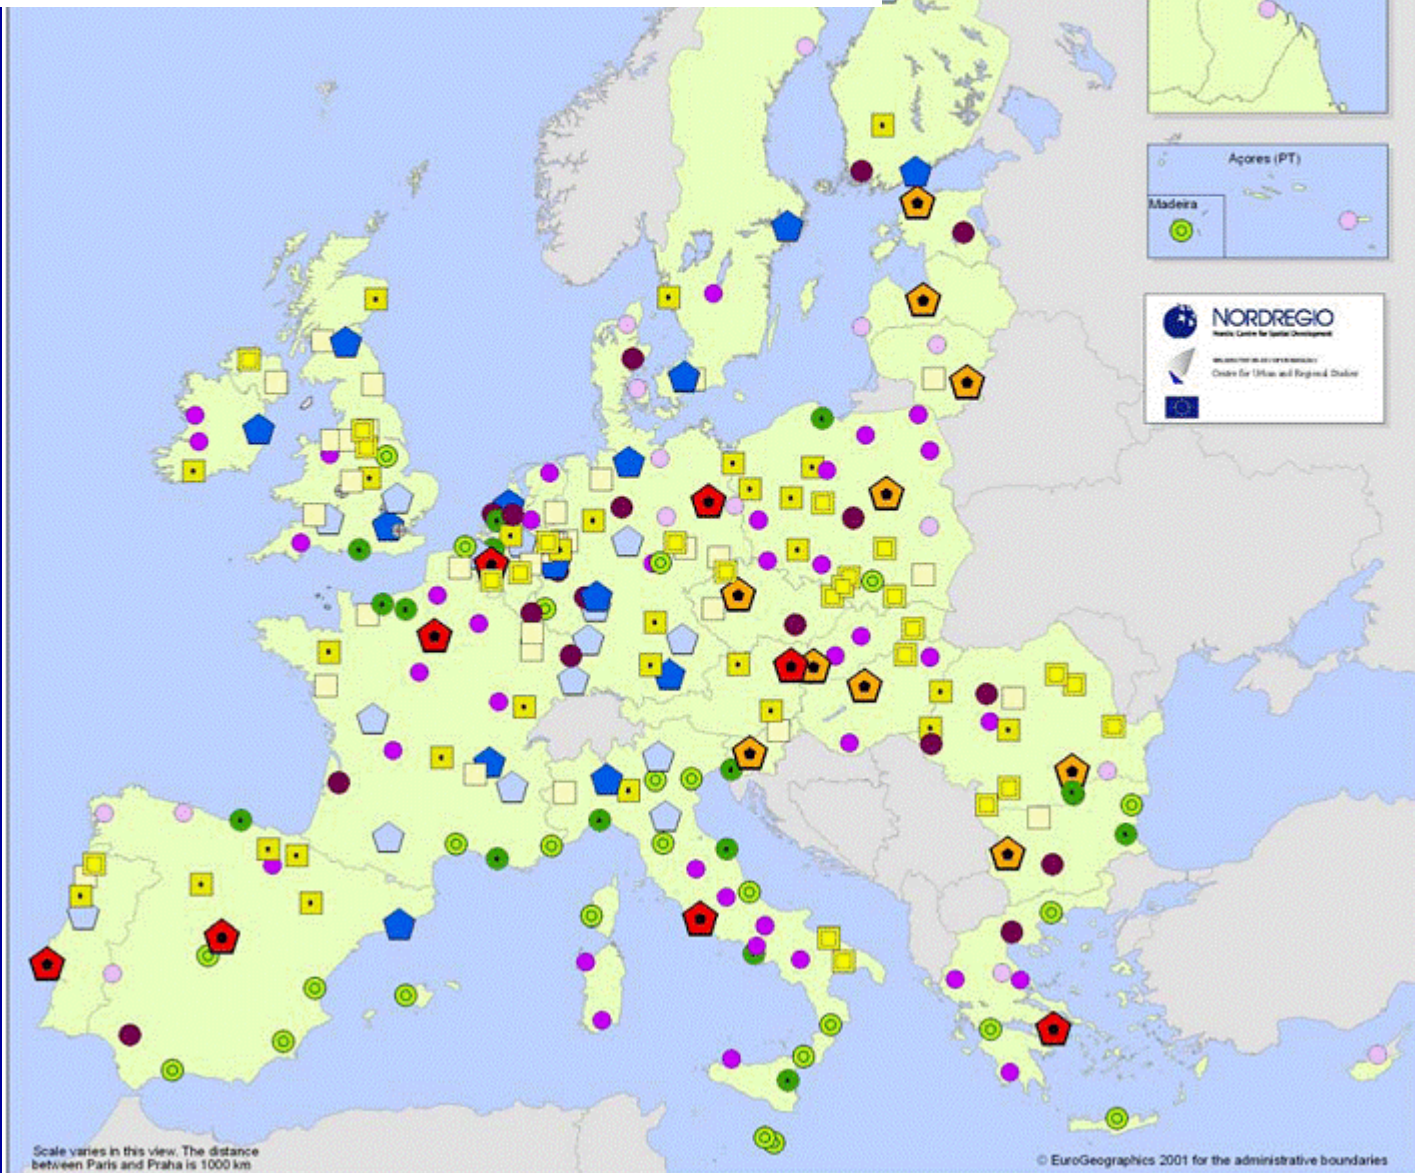 Açores (PT)
Madeira
NORDREGIO
Nordic Centre for Spatial Development
Centre for Urban and Regional Studies
Scale varies in this view. The distance
between Paris and Praha is 1000 km
© EuroGeographics 2001 for the administrative boundaries